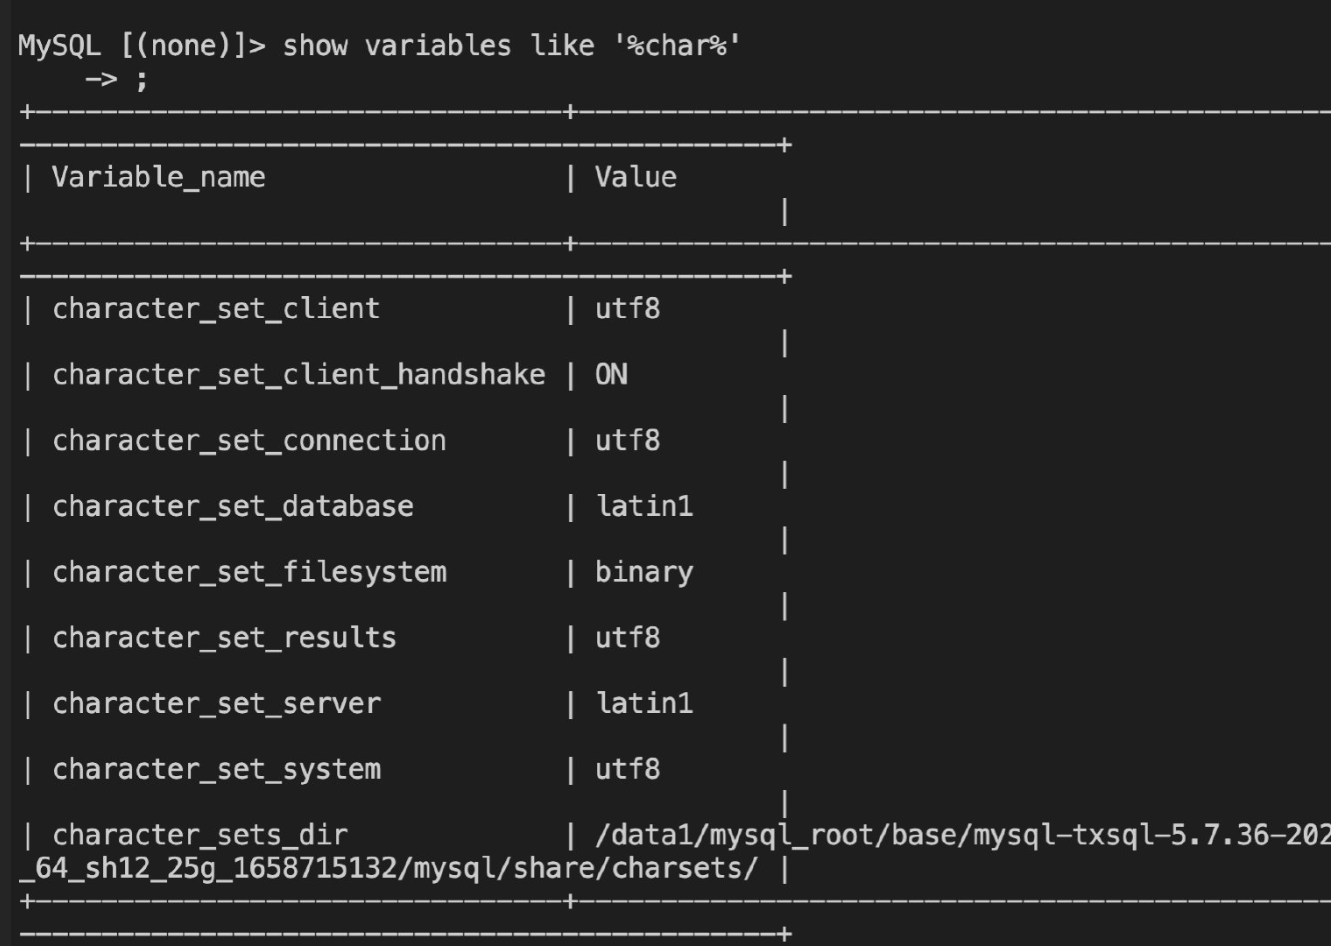 MySQL [(none)]> show variables like '%char%'
    -> ;
+--------------------------------+----------------------------------------------
----------------------------------------------+
| Variable_name                  | Value
                                              |
+--------------------------------+----------------------------------------------
----------------------------------------------+
| character_set_client           | utf8
                                              |
| character_set_client_handshake | ON
                                              |
| character_set_connection       | utf8
                                              |
| character_set_database         | latin1
                                              |
| character_set_filesystem       | binary
                                              |
| character_set_results          | utf8
                                              |
| character_set_server           | latin1
                                              |
| character_set_system           | utf8
                                              |
| character_sets_dir             | /data1/mysql_root/base/mysql-txsql-5.7.36-202
_64_sh12_25g_1658715132/mysql/share/charsets/ |
+--------------------------------+----------------------------------------------
----------------------------------------------+